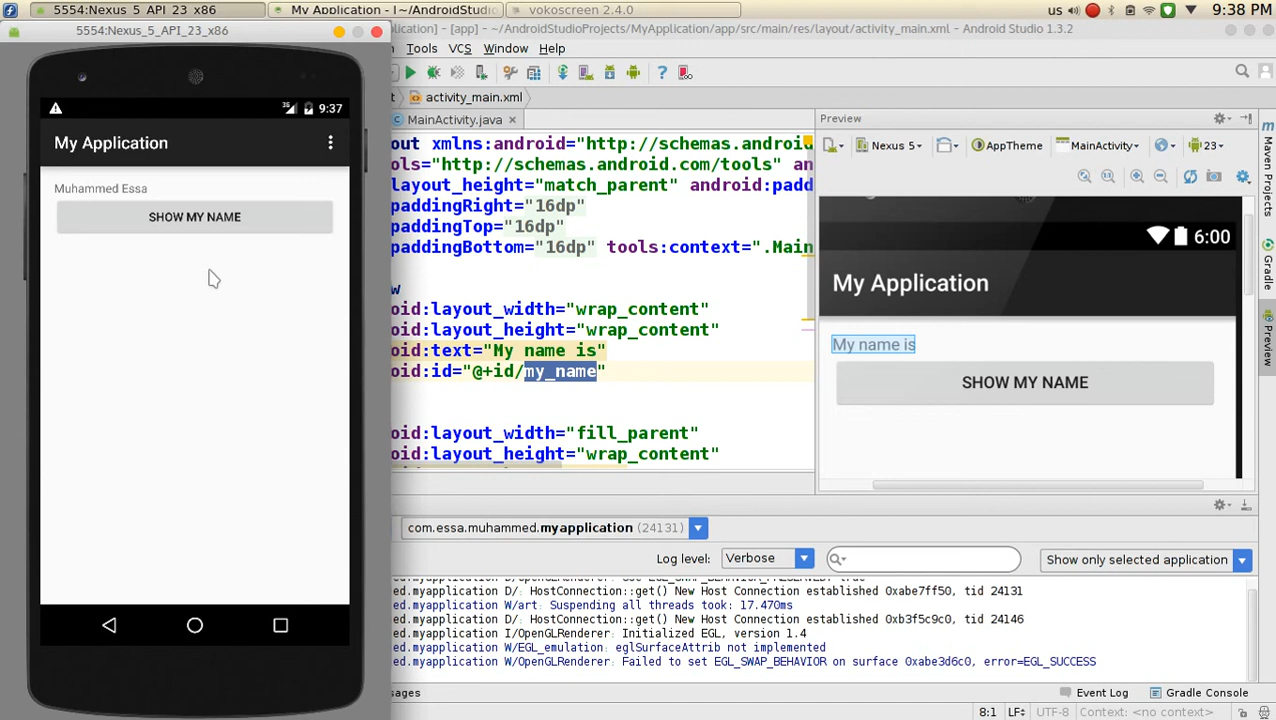 5554:Nexus_5_API_23_x86
My Application - [~/AndroidStudi
vokoscreen 2.4.0
us
9:38 PM
5554:Nexus_5_API_23_x86
cation] - [app] - ~/AndroidStudioProjects/MyApplication/app/src/main/res/layout/activity_main.xml - Android Studio 1.3.2
Tools VCS Window Help
activity_main.xml
MainActivity.java
Preview
3G 9:37
My Application
Muhammed Essa
SHOW MY NAME
out xmlns:android="http://schemas.androi
ols="http://schemas.android.com/tools" a
layout_height="match_parent" android:padd
paddingRight="16dp"
paddingTop="16dp"
paddingBottom="16dp" tools:context=".Main
w
oid:layout_width="wrap_content"
oid:layout_height="wrap_content"
oid:text="My name is"
oid:id="@+id/my_name"
oid:layout_width="fill_parent"
oid:layout_height="wrap_content"
Nexus 5
AppTheme
MainActivity
23
6:00
My Application
My name is
SHOW MY NAME
Maven Projects
Gradle
Preview
com.essa.muhammed.myapplication (24131)
Log level: Verbose
Show only selected application
ed.myapplication D/: HostConnection::get() New Host Connection established 0xabe7ff50, tid 24131
ed.myapplication W/art: Suspending all threads took: 17.470ms
ed.myapplication D/: HostConnection::get() New Host Connection established 0xb3f5c9c0, tid 24146
ed.myapplication I/OpenGLRenderer: Initialized EGL, version 1.4
ed.myapplication W/EGL_emulation: eglSurfaceAttrib not implemented
ed.myapplication W/OpenGLRenderer: Failed to set EGL_SWAP_BEHAVIOR on surface 0xabe3d6c0, error=EGL_SUCCESS
sages
Event Log
Gradle Console
8:1 LF UTF-8 Context: <no context>